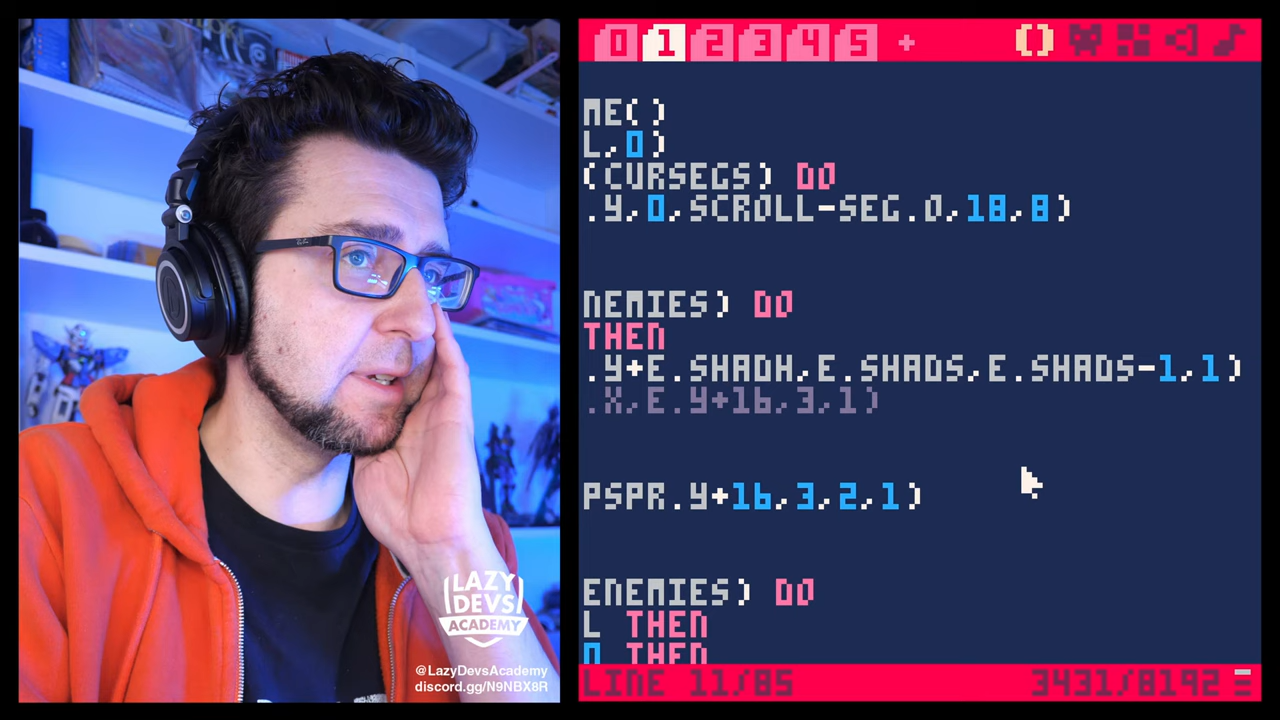 LAZY
DEVS
ACADEMY
@LazyDevsAcademy
discord.gg/N9NBX8R
0 1 2 3 4 5 +
ME()
L,0)
(CURSEGS) DO
.Y,0,SCROLL-SEG.O,18,8)
NEMIES) DO
THEN
.Y+E.SHADH,E.SHADS,E.SHADS-1,1)
.X,E.Y+16,3,1)
PSPR.Y+16,3,2,1)
ENEMIES) DO
L THEN
THEN
LINE 11/85
3431/8192